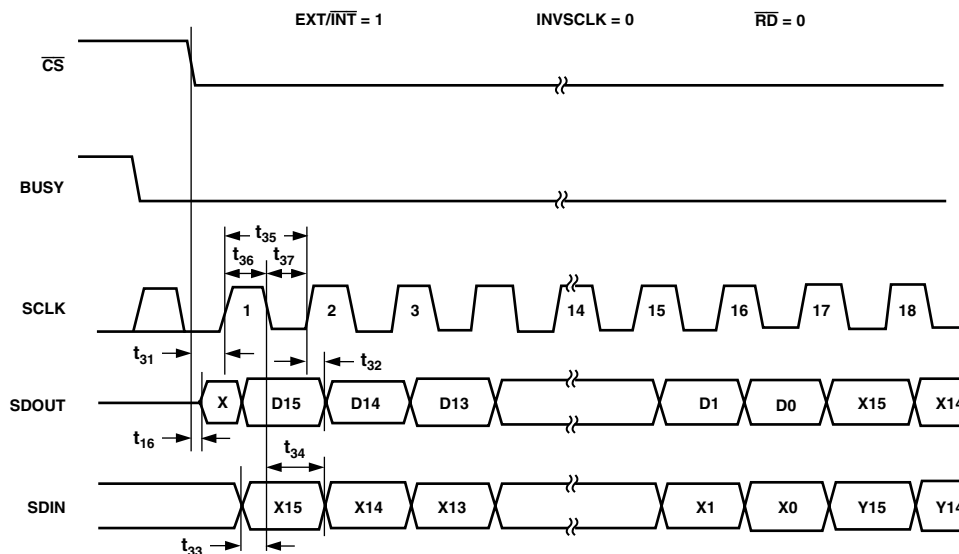 EXT/INT = 1 INVSCLK = 0 RD = 0
CS
BUSY
t35
t36 t37
SCLK 1 2 3 14 15 16 17 18
t31 t32
SDOUT X D15 D14 D13 D1 D0 X15 X14
t16
t34
SDIN X15 X14 X13 X1 X0 Y15 Y14
t33